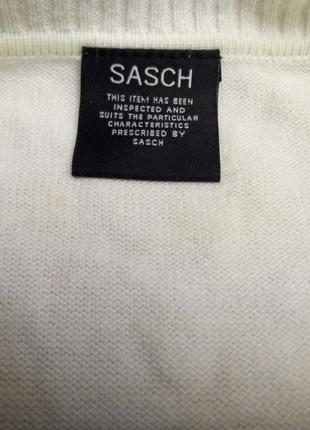 SASCH
THIS ITEM HAS BEEN
INSPECTED AND
SUITS THE PARTICULAR
CHARACTERISTICS
PRESCRIBED BY
SASCH